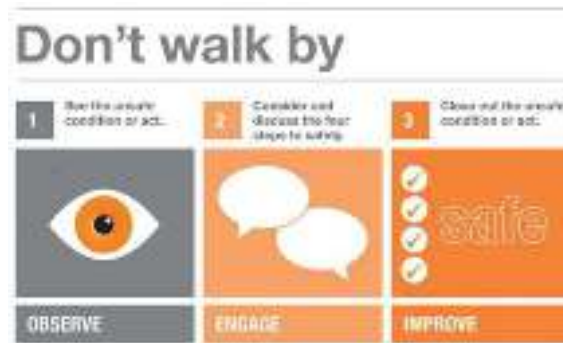 Don't walk by
1
See the unsafe
condition or act.
2
Consider and
discuss the four
steps to safety.
3
Close out the unsafe
condition or act.
safe
OBSERVE
ENGAGE
IMPROVE